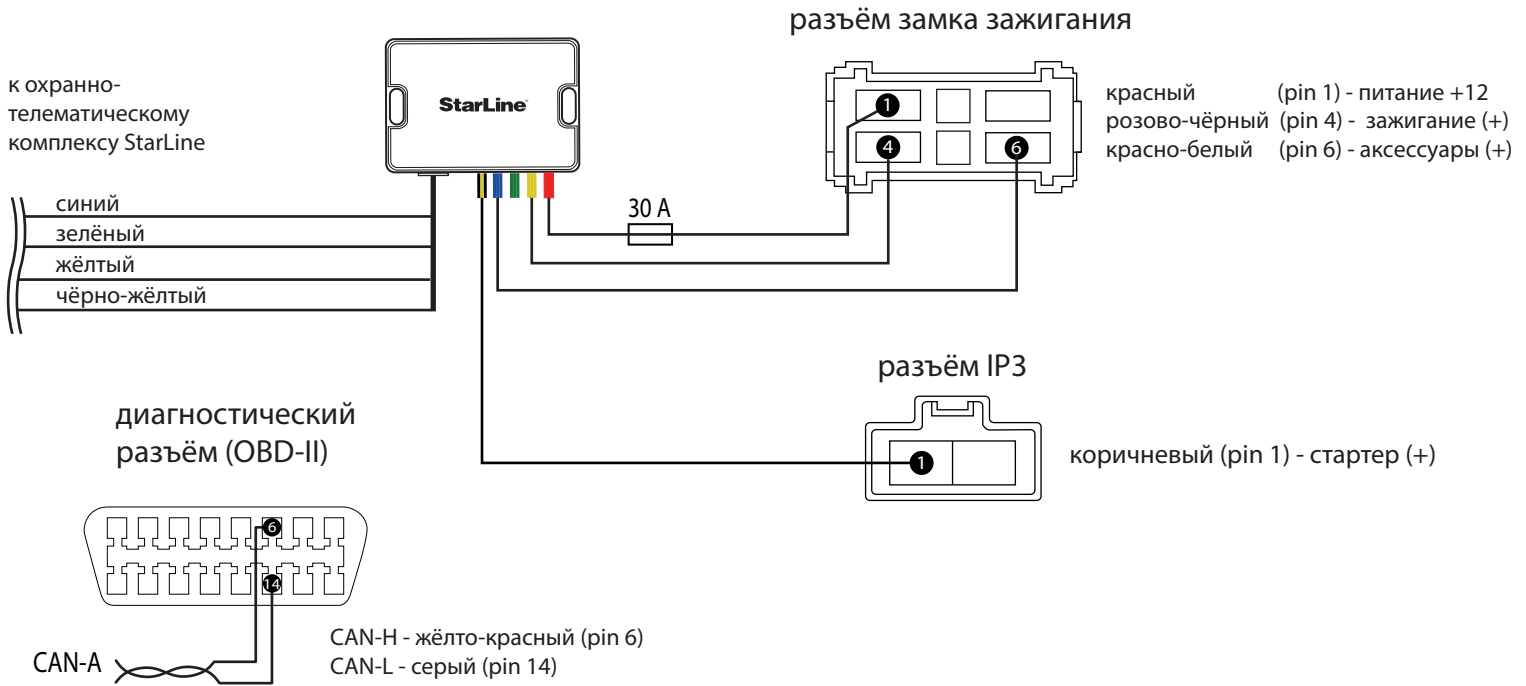 разъём замка зажигания
к охранно-
телематическому
комплексу StarLine
StarLine
1
4
6
красный (pin 1) - питание +12
розово-чёрный (pin 4) - зажигание (+)
красно-белый (pin 6) - аксессуары (+)
синий
зелёный
жёлтый
чёрно-жёлтый
30 А
разъём IP3
1
коричневый (pin 1) - стартер (+)
диагностический
разъём (OBD-II)
6
14
CAN-A
CAN-H - жёлто-красный (pin 6)
CAN-L - серый (pin 14)